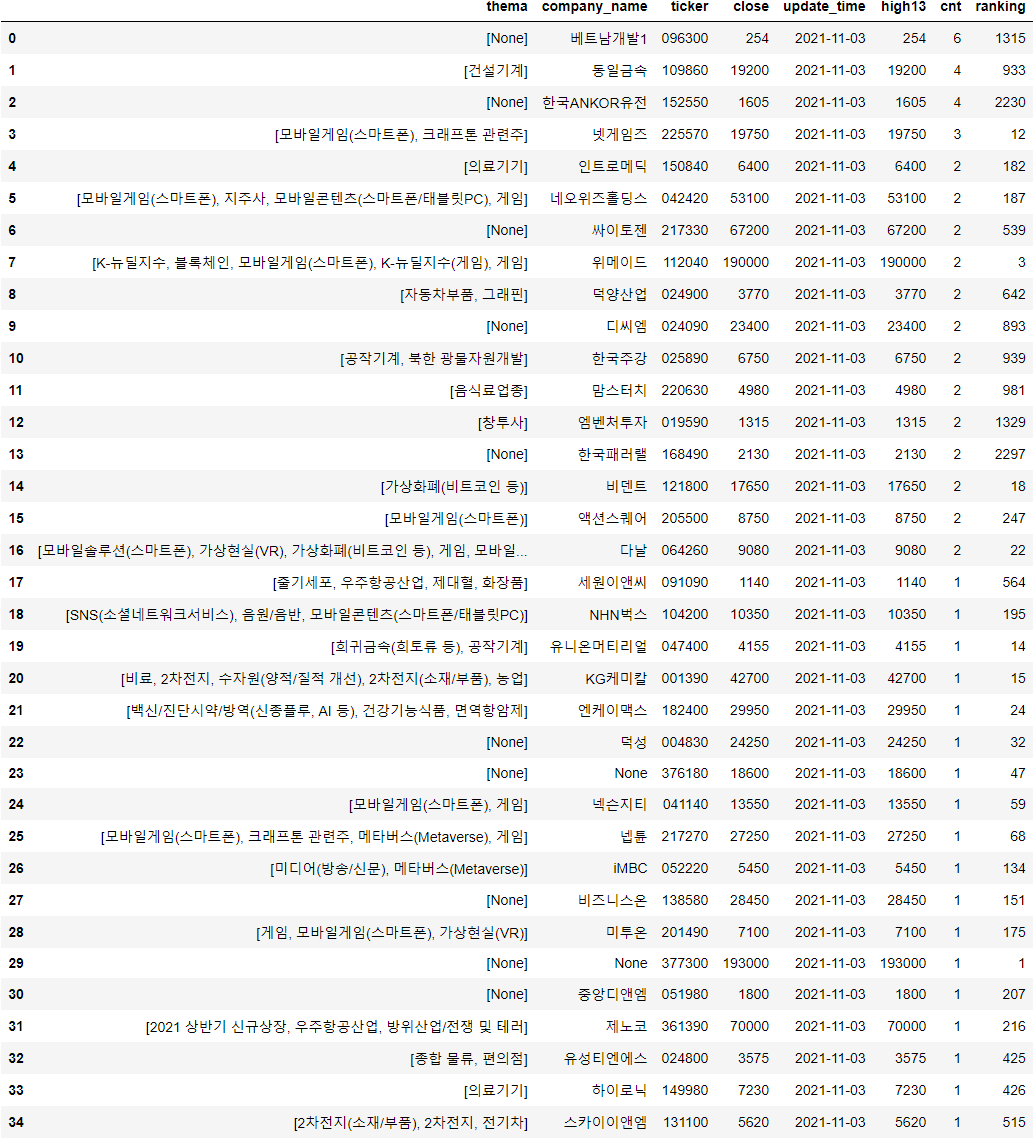 thema company_name ticker close update_time high13 cnt ranking
0 [None] 베트남개발1 096300 254 2021-11-03 254 6 1315
1 [건설기계] 동일금속 109860 19200 2021-11-03 19200 4 933
2 [None] 한국ANKOR유전 152550 1605 2021-11-03 1605 4 2230
3 [모바일게임(스마트폰), 크래프톤 관련주] 넷게임즈 225570 19750 2021-11-03 19750 3 12
4 [의료기기] 인트로메딕 150840 6400 2021-11-03 6400 2 182
5 [모바일게임(스마트폰), 지주사, 모바일콘텐츠(스마트폰/태블릿PC), 게임] 네오위즈홀딩스 042420 53100 2021-11-03 53100 2 187
6 [None] 싸이토젠 217330 67200 2021-11-03 67200 2 539
7 [K-뉴딜지수, 블록체인, 모바일게임(스마트폰), K-뉴딜지수(게임), 게임] 위메이드 112040 190000 2021-11-03 190000 2 3
8 [자동차부품, 그래핀] 덕양산업 024900 3770 2021-11-03 3770 2 642
9 [None] 디씨엠 024090 23400 2021-11-03 23400 2 893
10 [공작기계, 북한 광물자원개발] 한국주강 025890 6750 2021-11-03 6750 2 939
11 [음식료업종] 맘스터치 220630 4980 2021-11-03 4980 2 981
12 [창투사] 엠벤처투자 019590 1315 2021-11-03 1315 2 1329
13 [None] 한국패러랠 168490 2130 2021-11-03 2130 2 2297
14 [가상화폐(비트코인 등)] 비덴트 121800 17650 2021-11-03 17650 2 18
15 [모바일게임(스마트폰)] 액션스퀘어 205500 8750 2021-11-03 8750 2 247
16 [모바일솔루션(스마트폰), 가상현실(VR), 가상화폐(비트코인 등), 게임, 모바일... 다날 064260 9080 2021-11-03 9080 2 22
17 [줄기세포, 우주항공산업, 제대혈, 화장품] 세원이앤씨 091090 1140 2021-11-03 1140 1 564
18 [SNS(소셜네트워크서비스), 음원/음반, 모바일콘텐츠(스마트폰/태블릿PC)] NHN벅스 104200 10350 2021-11-03 10350 1 195
19 [희귀금속(희토류 등), 공작기계] 유니온머티리얼 047400 4155 2021-11-03 4155 1 14
20 [비료, 2차전지, 수자원(양적/질적 개선), 2차전지(소재/부품), 농업] KG케미칼 001390 42700 2021-11-03 42700 1 15
21 [백신/진단시약/방역(신종플루, AI 등), 건강기능식품, 면역항암제] 엔케이맥스 182400 29950 2021-11-03 29950 1 24
22 [None] 덕성 004830 24250 2021-11-03 24250 1 32
23 [None] None 376180 18600 2021-11-03 18600 1 47
24 [모바일게임(스마트폰), 게임] 넥슨지티 041140 13550 2021-11-03 13550 1 59
25 [모바일게임(스마트폰), 크래프톤 관련주, 메타버스(Metaverse), 게임] 넵튠 217270 27250 2021-11-03 27250 1 68
26 [미디어(방송/신문), 메타버스(Metaverse)] iMBC 052220 5450 2021-11-03 5450 1 134
27 [None] 비즈니스온 138580 28450 2021-11-03 28450 1 151
28 [게임, 모바일게임(스마트폰), 가상현실(VR)] 미투온 201490 7100 2021-11-03 7100 1 175
29 [None] None 377300 193000 2021-11-03 193000 1 1
30 [None] 중앙디앤엠 051980 1800 2021-11-03 1800 1 207
31 [2021 상반기 신규상장, 우주항공산업, 방위산업/전쟁 및 테러] 제노코 361390 70000 2021-11-03 70000 1 216
32 [종합 물류, 편의점] 유성티엔에스 024800 3575 2021-11-03 3575 1 425
33 [의료기기] 하이로닉 149980 7230 2021-11-03 7230 1 426
34 [2차전지(소재/부품), 2차전지, 전기차] 스카이이앤엠 131100 5620 2021-11-03 5620 1 515